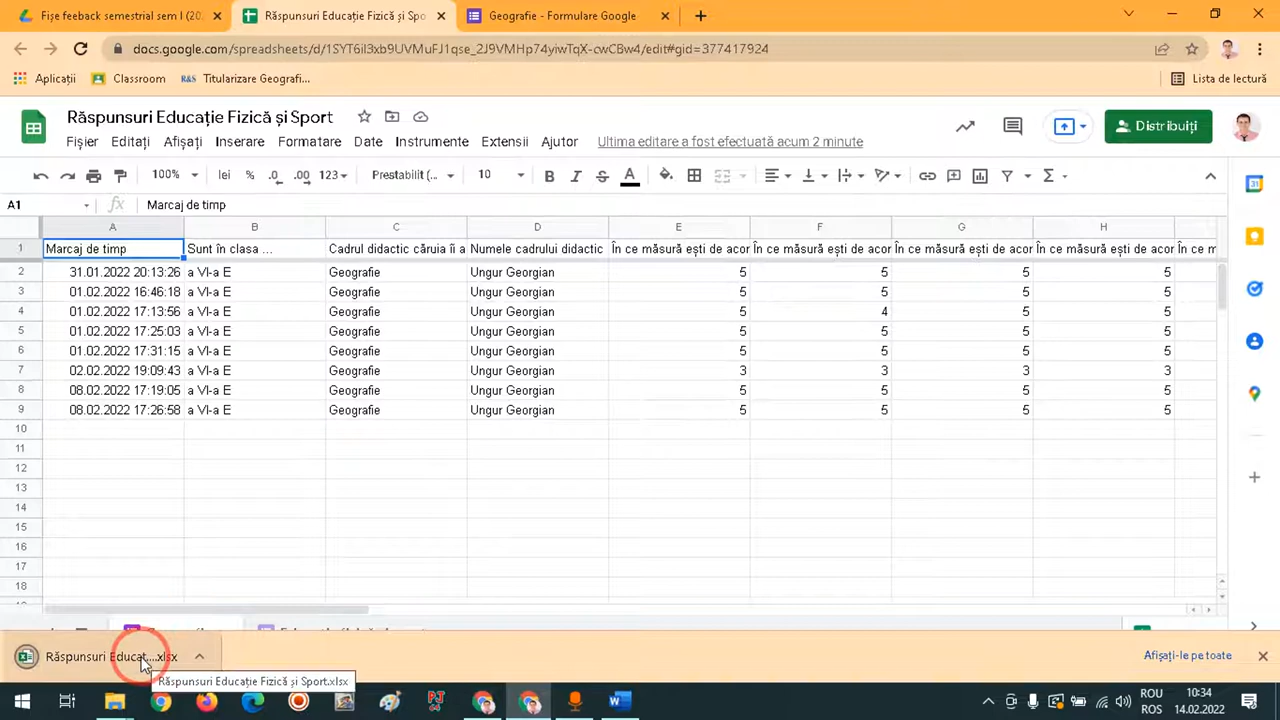 Fișe feeback semestrial sem I (202
Răspunsuri Educație Fizică și Spo
Geografie - Formulare Google
docs.google.com/spreadsheets/d/1SYT6il3xb9UVMuFJ1qse_2J9VMHp74yiwTqX-cwCBw4/edit#gid=377417924
Aplicații
Classroom
R&S Titularizare Geografi...
Lista de lectură
Răspunsuri Educație Fizică și Sport
Fișier Editați Afișați Inserare Formatare Date Instrumente Extensii Ajutor Ultima editare a fost efectuată acum 2 minute
Distribuiți
100% lei % .0 .00 123 Prestabilit (... 10
A1 fx Marcaj de timp
A B C D E F G H
1 Marcaj de timp Sunt în clasa ... Cadrul didactic căruia îi a Numele cadrului didactic În ce măsură ești de acor În ce măsură ești de acor În ce măsură ești de acor În ce măsură ești de acor În ce m
2 31.01.2022 20:13:26 a VI-a E Geografie Ungur Georgian 5 5 5 5
3 01.02.2022 16:46:18 a VI-a E Geografie Ungur Georgian 5 5 5 5
4 01.02.2022 17:13:56 a VI-a E Geografie Ungur Georgian 5 4 5 5
5 01.02.2022 17:25:03 a VI-a E Geografie Ungur Georgian 5 5 5 5
6 01.02.2022 17:31:15 a VI-a E Geografie Ungur Georgian 5 5 5 5
7 02.02.2022 19:09:43 a VI-a E Geografie Ungur Georgian 3 3 3 3
8 08.02.2022 17:19:05 a VI-a E Geografie Ungur Georgian 5 5 5 5
9 08.02.2022 17:26:58 a VI-a E Geografie Ungur Georgian 5 5 5 5
10
11
12
13
14
15
16
17
18
Răspunsuri Educat....xlsx
Afișați-le pe toate
Răspunsuri Educație Fizică și Sport.xlsx
ROU 10:34
ROS 14.02.2022